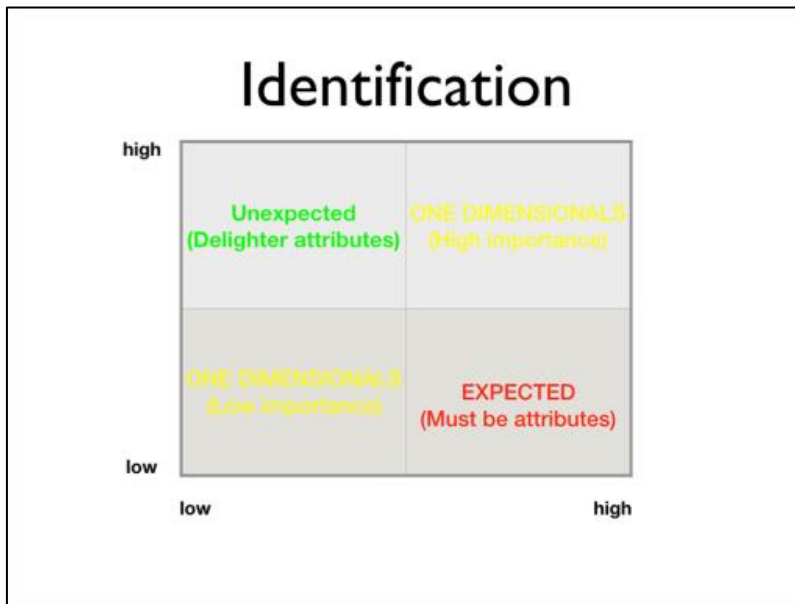 Identification
high
Unexpected
(Delighter attributes)
ONE DIMENSIONALS
(High importance)
ONE DIMENSIONALS
(Low importance)
EXPECTED
(Must be attributes)
low
low
high